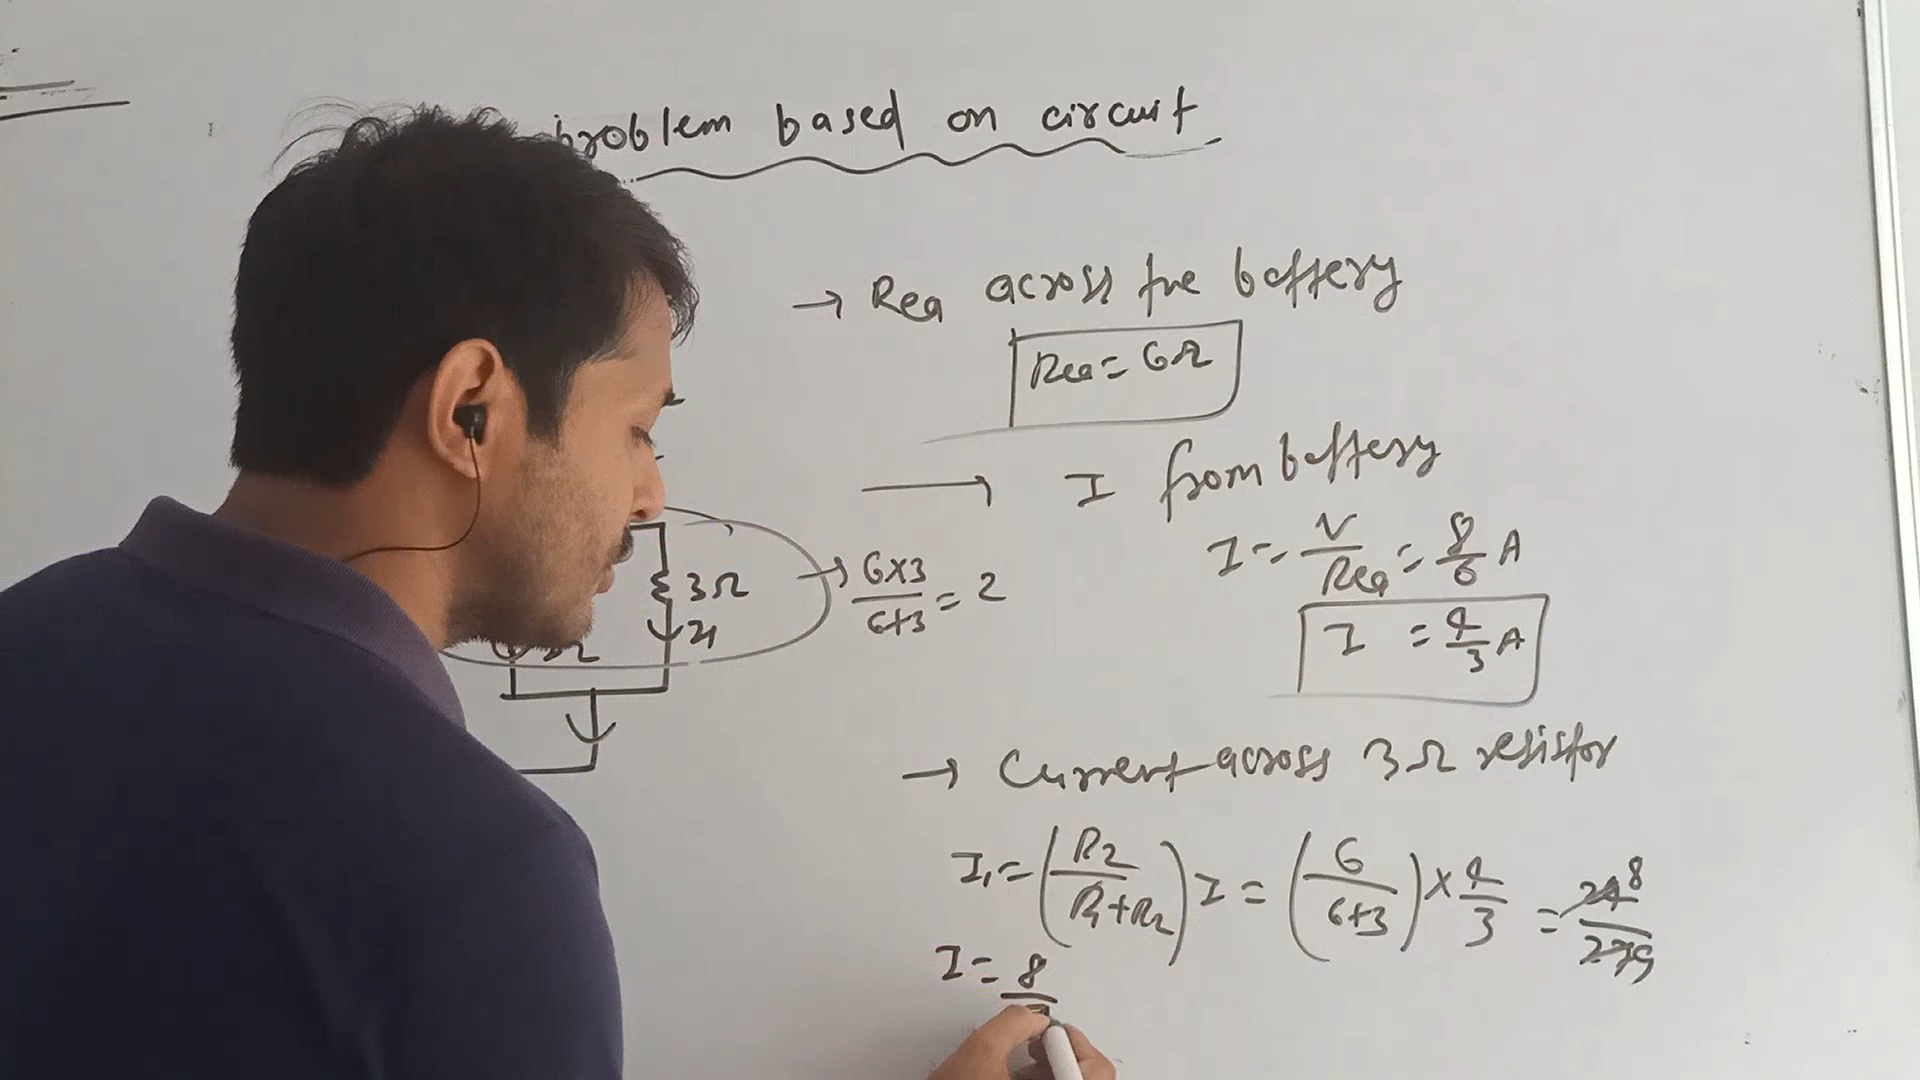 problem based on circuit
→ Req across the battery
Req = 6Ω
→ I from battery
I = V/Req = 8/6 A
I = 4/3 A
3Ω
I₁
Ω
→ 6×3/6+3 = 2
→ Current across 3Ω resistor
I₁ = (R2/R1+R2) I = (6/6+3) × 4/3 = 24 8/27 9
I = 8